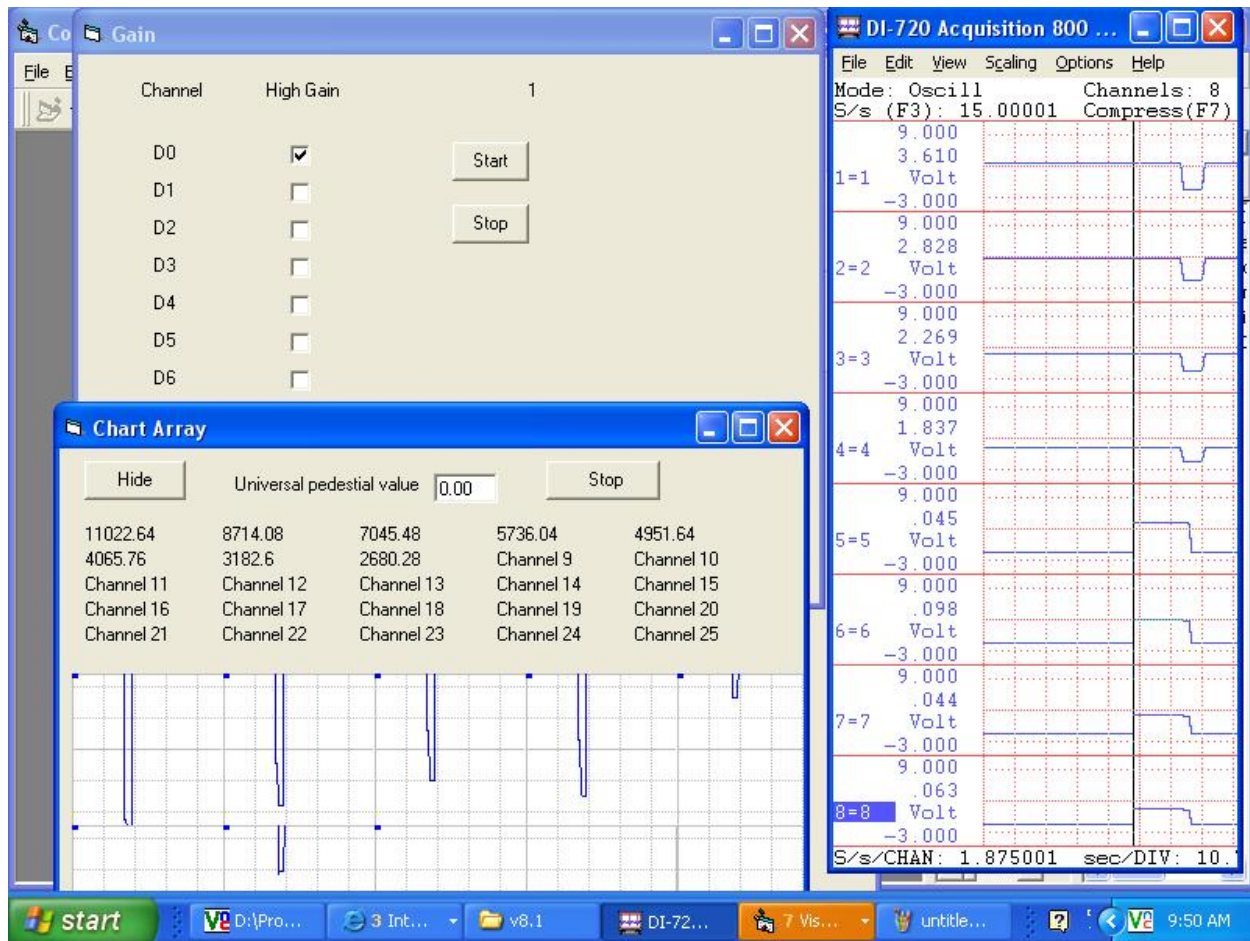 Co
Gain
File
Channel High Gain 1
D0 Start
D1
D2 Stop
D3
D4
D5
D6
Chart Array
Hide Universal pedestial value 0.00 Stop
11022.64 8714.08 7045.48 5736.04 4951.64
4065.76 3182.6 2680.28 Channel 9 Channel 10
Channel 11 Channel 12 Channel 13 Channel 14 Channel 15
Channel 16 Channel 17 Channel 18 Channel 19 Channel 20
Channel 21 Channel 22 Channel 23 Channel 24 Channel 25
DI-720 Acquisition 800 ...
File Edit View Scaling Options Help
Mode: Oscill Channels: 8
S/s (F3): 15.00001 Compress(F7)
9.000
3.610
1=1 Volt
-3.000
9.000
2.828
2=2 Volt
-3.000
9.000
2.269
3=3 Volt
-3.000
9.000
1.837
4=4 Volt
-3.000
9.000
.045
5=5 Volt
-3.000
9.000
.098
6=6 Volt
-3.000
9.000
.044
7=7 Volt
-3.000
9.000
.063
8=8 Volt
-3.000
S/s/CHAN: 1.875001 sec/DIV: 10.
start D:\Pro... 3 Int... v8.1 DI-72... 7 Vis... untitle... 9:50 AM